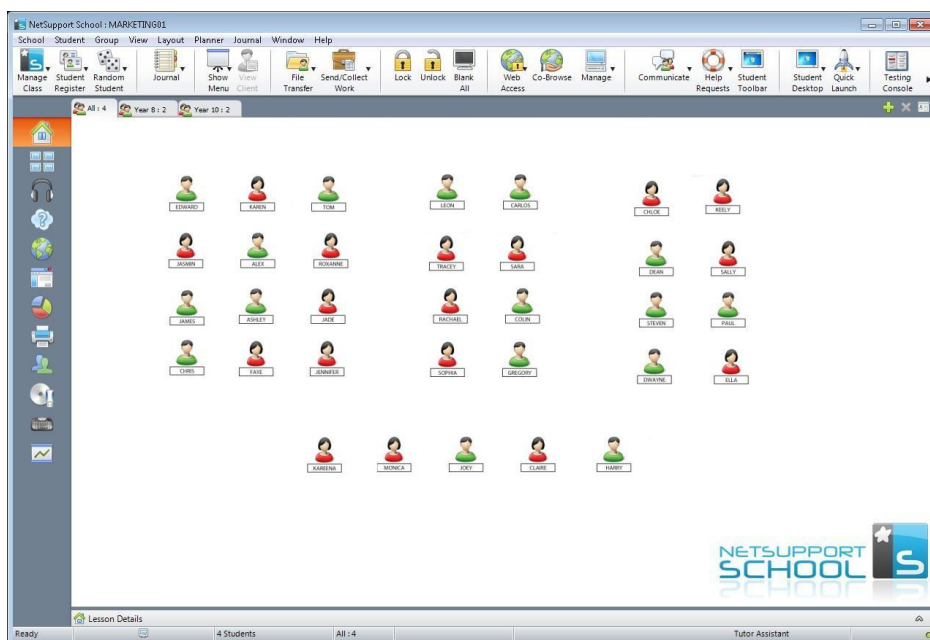 NetSupport School : MARKETING01
School Student Group View Layout Planner Journal Window Help
Manage Class
Student Register
Random Student
Journal
Show Menu
View Client
File Transfer
Send/Collect Work
Lock
Unlock
Blank All
Web Access
Co-Browse
Manage
Communicate
Help Requests
Student Toolbar
Student Desktop
Quick Launch
Testing Console
All : 4 Year 8 : 2 Year 10 : 2
EDWARD KAREN TOM LEON CARLOS CHLOE KEELY
JASMIN ALEX ROXANNE TRACEY SARA DEAN SALLY
JAMES ASHLEY JADE RACHAEL COLIN STEVEN PAUL
CHRIS FAYE JENNIFER SOPHIA GREGORY DWAYNE ELLA
KAREENA MONICA JOEY CLAIRE HARRY
NETSUPPORT
SCHOOL
S
Lesson Details
Ready 4 Students All : 4 Tutor Assistant